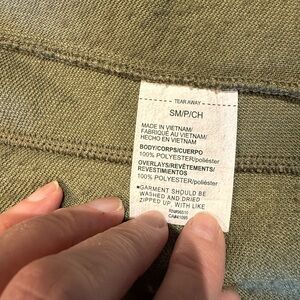 TEAR AWAY
SM/P/CH
MADE IN VIETNAM/
FABRIQUÉ AU VIETNAM/
HECHO EN VIETNAM
BODY/CORPS/CUERPO
100% POLYESTER/poliéster
OVERLAYS/REVÊTEMENTS/
REVESTIMIENTOS
100% POLYESTER/poliéster
*GARMENT SHOULD BE
WASHED AND DRIED
ZIPPED UP, WITH LIKE